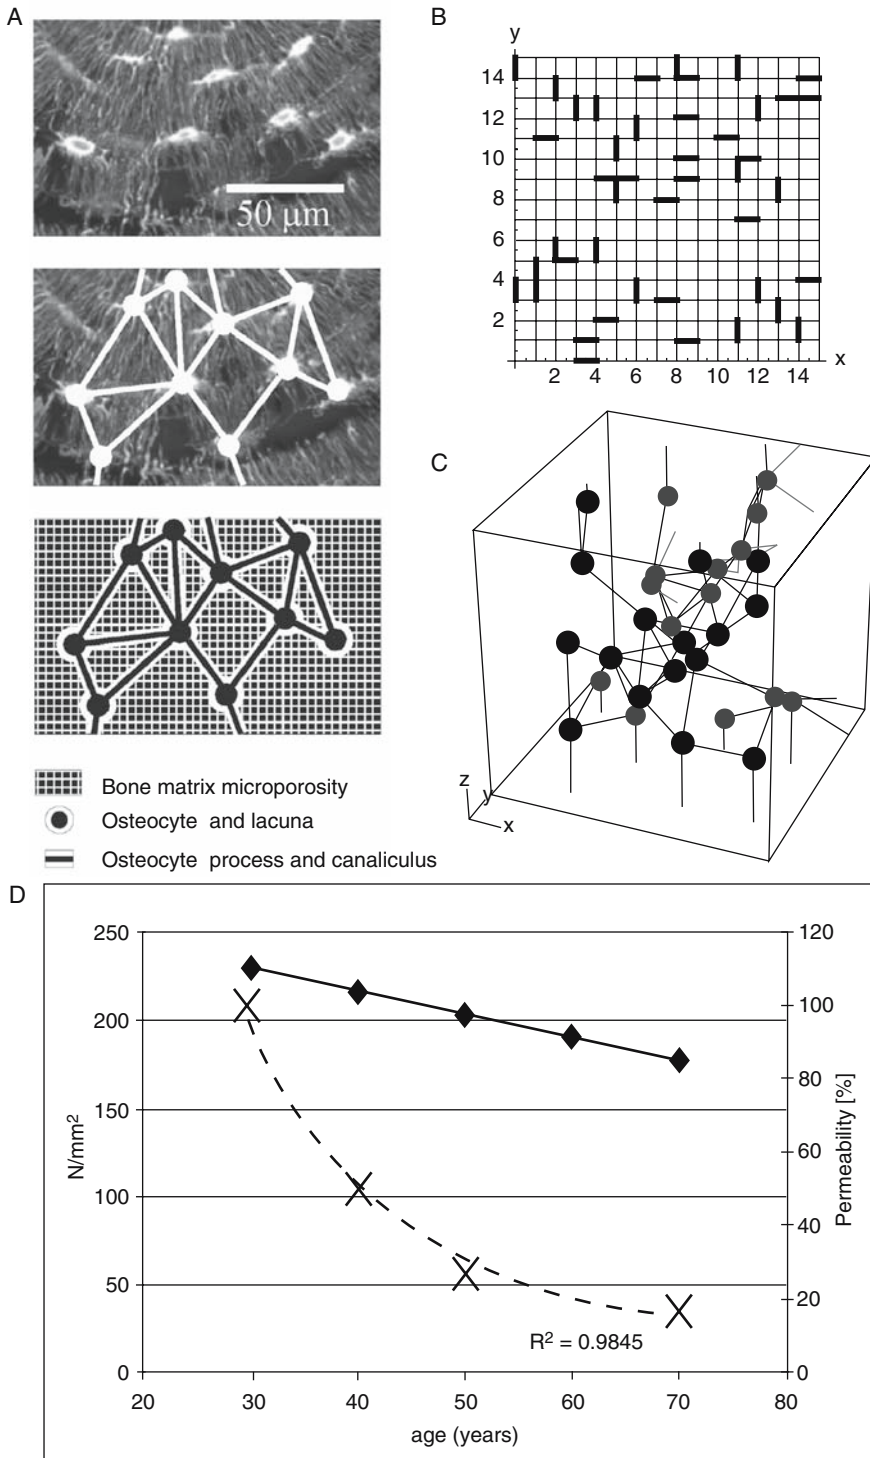 A
50 μm
Bone matrix microporosity
Osteocyte and lacuna
Osteocyte process and canaliculus
B
y
14
12
10
8
6
4
2
2 4 6 8 10 12 14
x
C
z
y
x
D
250
200
150
100
50
0
N/mm²
120
100
80
60
40
20
0
Permeability [%]
R² = 0.9845
20 30 40 50 60 70 80
age (years)